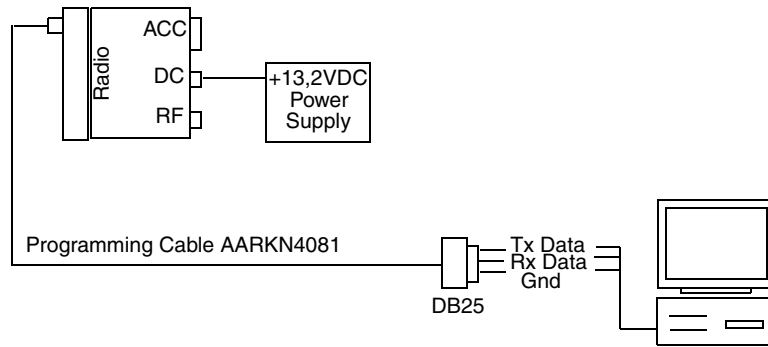 Radio
ACC
DC
RF
+13,2VDC
Power
Supply
Programming Cable AARKN4081
DB25
Tx Data
Rx Data
Gnd